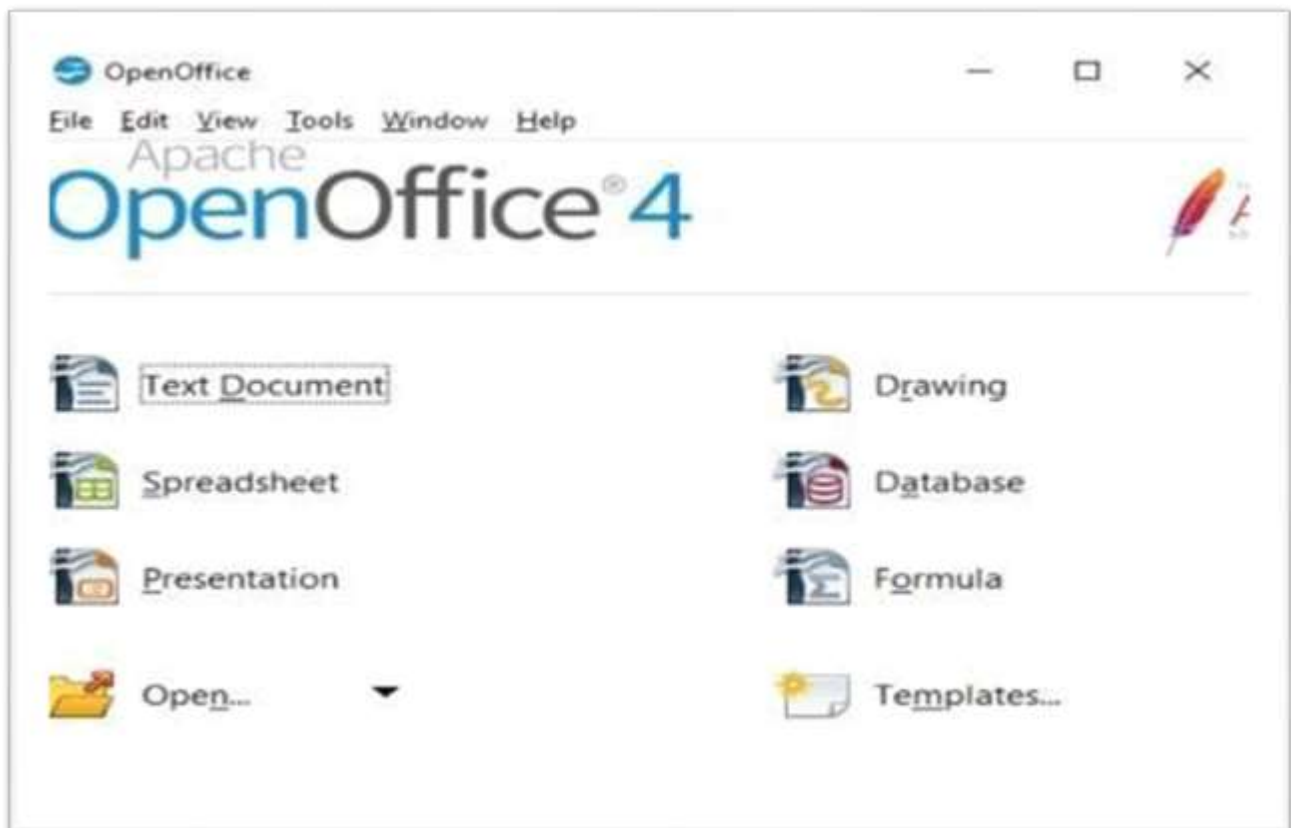 OpenOffice
File Edit View Tools Window Help
Apache
OpenOffice® 4
Text Document
Drawing
Spreadsheet
Database
Presentation
Formula
Open...
Templates...